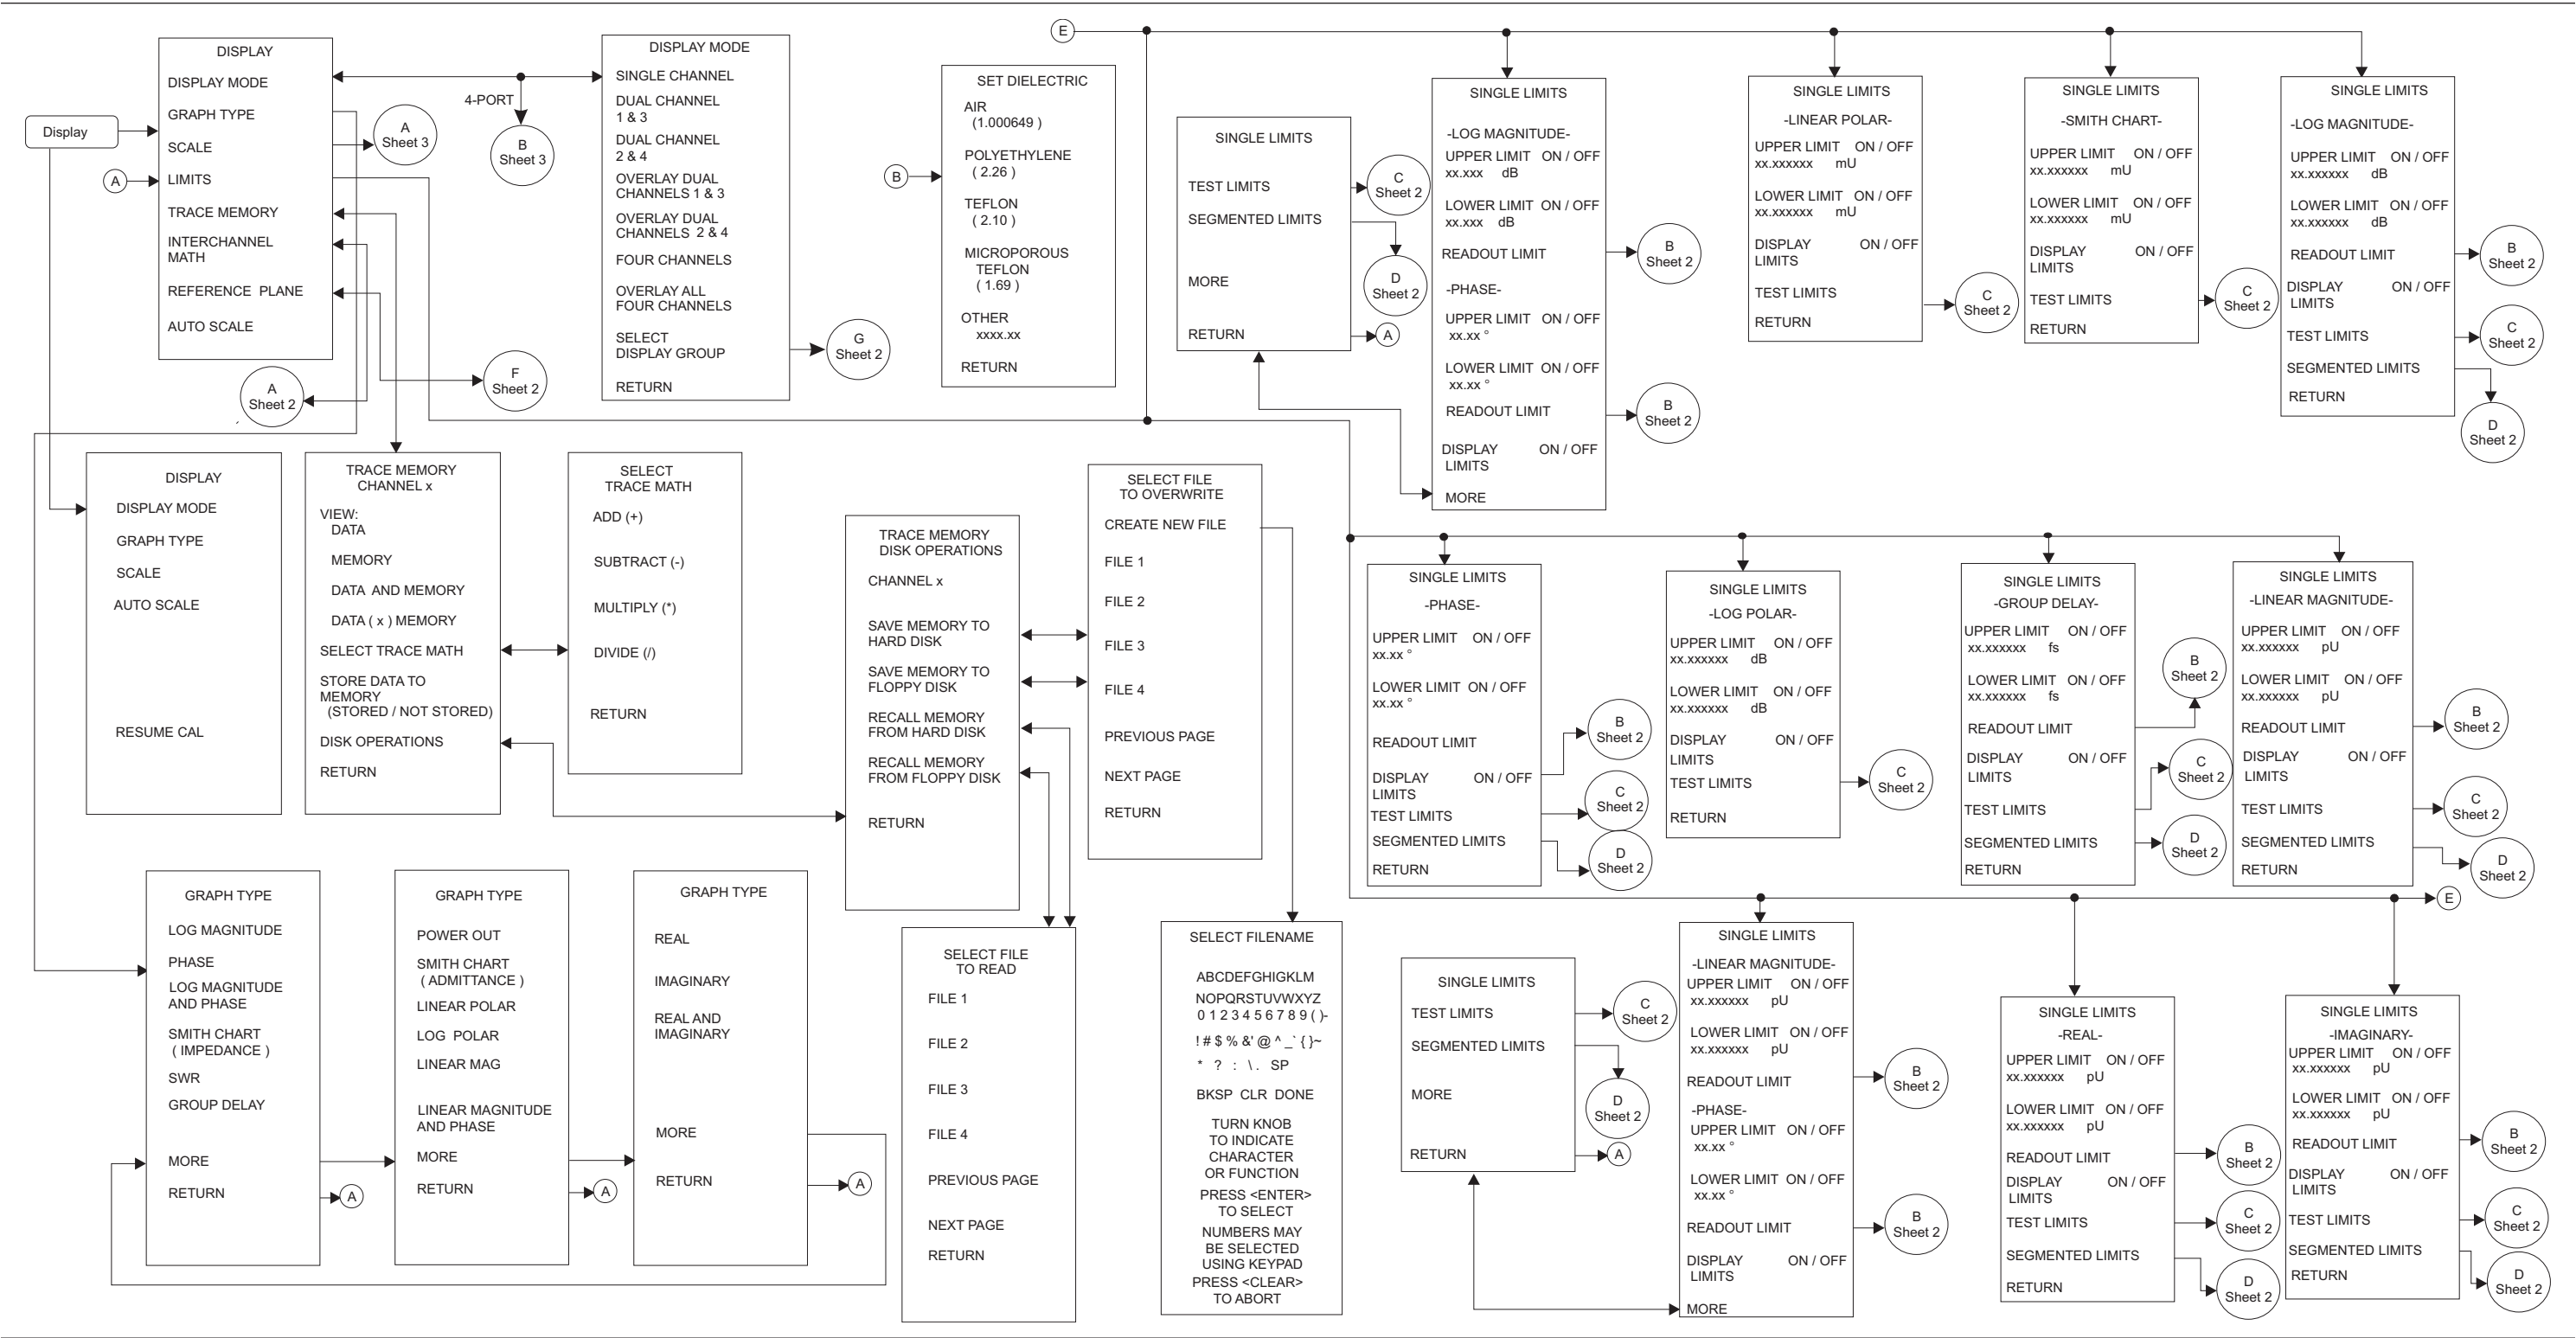 Display
A
DISPLAY
DISPLAY MODE
GRAPH TYPE
SCALE
LIMITS
TRACE MEMORY
INTERCHANNEL
MATH
REFERENCE PLANE
AUTO SCALE
A
Sheet 3
4-PORT
B
Sheet 3
A
Sheet 2
F
Sheet 2
DISPLAY MODE
SINGLE CHANNEL
DUAL CHANNEL
1 & 3
DUAL CHANNEL
2 & 4
OVERLAY DUAL
CHANNELS 1 & 3
OVERLAY DUAL
CHANNELS 2 & 4
FOUR CHANNELS
OVERLAY ALL
FOUR CHANNELS
SELECT
DISPLAY GROUP
RETURN
G
Sheet 2
B
SET DIELECTRIC
AIR
(1.000649 )
POLYETHYLENE
( 2.26 )
TEFLON
( 2.10 )
MICROPOROUS
TEFLON
( 1.69 )
OTHER
xxxx.xx
RETURN
E
SINGLE LIMITS
TEST LIMITS
SEGMENTED LIMITS
MORE
RETURN
C
Sheet 2
D
Sheet 2
A
SINGLE LIMITS
-LOG MAGNITUDE-
UPPER LIMIT ON / OFF
xx.xxx dB
LOWER LIMIT ON / OFF
xx.xxx dB
READOUT LIMIT
-PHASE-
UPPER LIMIT ON / OFF
xx.xx °
LOWER LIMIT ON / OFF
xx.xx °
READOUT LIMIT
DISPLAY ON / OFF
LIMITS
MORE
B
Sheet 2
B
Sheet 2
SINGLE LIMITS
-LINEAR POLAR-
UPPER LIMIT ON / OFF
xx.xxxxxx mU
LOWER LIMIT ON / OFF
xx.xxxxxx mU
DISPLAY ON / OFF
LIMITS
TEST LIMITS
RETURN
C
Sheet 2
SINGLE LIMITS
-SMITH CHART-
UPPER LIMIT ON / OFF
xx.xxxxxx mU
LOWER LIMIT ON / OFF
xx.xxxxxx mU
DISPLAY ON / OFF
LIMITS
TEST LIMITS
RETURN
C
Sheet 2
SINGLE LIMITS
-LOG MAGNITUDE-
UPPER LIMIT ON / OFF
xx.xxxxxx dB
LOWER LIMIT ON / OFF
xx.xxxxxx dB
READOUT LIMIT
DISPLAY ON / OFF
LIMITS
TEST LIMITS
SEGMENTED LIMITS
RETURN
B
Sheet 2
C
Sheet 2
D
Sheet 2
DISPLAY
DISPLAY MODE
GRAPH TYPE
SCALE
AUTO SCALE
RESUME CAL
TRACE MEMORY
CHANNEL x
VIEW:
DATA
MEMORY
DATA AND MEMORY
DATA ( x ) MEMORY
SELECT TRACE MATH
STORE DATA TO
MEMORY
(STORED / NOT STORED)
DISK OPERATIONS
RETURN
SELECT
TRACE MATH
ADD (+)
SUBTRACT (-)
MULTIPLY (*)
DIVIDE (/)
RETURN
TRACE MEMORY
DISK OPERATIONS
CHANNEL x
SAVE MEMORY TO
HARD DISK
SAVE MEMORY TO
FLOPPY DISK
RECALL MEMORY
FROM HARD DISK
RECALL MEMORY
FROM FLOPPY DISK
RETURN
SELECT FILE
TO OVERWRITE
CREATE NEW FILE
FILE 1
FILE 2
FILE 3
FILE 4
PREVIOUS PAGE
NEXT PAGE
RETURN
SINGLE LIMITS
-PHASE-
UPPER LIMIT ON / OFF
xx.xx °
LOWER LIMIT ON / OFF
xx.xx °
READOUT LIMIT
DISPLAY ON / OFF
LIMITS
TEST LIMITS
SEGMENTED LIMITS
RETURN
B
Sheet 2
C
Sheet 2
D
Sheet 2
SINGLE LIMITS
-LOG POLAR-
UPPER LIMIT ON / OFF
xx.xxxxxx dB
LOWER LIMIT ON / OFF
xx.xxxxxx dB
DISPLAY ON / OFF
LIMITS
TEST LIMITS
RETURN
C
Sheet 2
SINGLE LIMITS
-GROUP DELAY-
UPPER LIMIT ON / OFF
xx.xxxxxx fs
LOWER LIMIT ON / OFF
xx.xxxxxx fs
READOUT LIMIT
DISPLAY ON / OFF
LIMITS
TEST LIMITS
SEGMENTED LIMITS
RETURN
B
Sheet 2
C
Sheet 2
D
Sheet 2
SINGLE LIMITS
-LINEAR MAGNITUDE-
UPPER LIMIT ON / OFF
xx.xxxxxx pU
LOWER LIMIT ON / OFF
xx.xxxxxx pU
READOUT LIMIT
DISPLAY ON / OFF
LIMITS
TEST LIMITS
SEGMENTED LIMITS
RETURN
B
Sheet 2
C
Sheet 2
D
Sheet 2
E
GRAPH TYPE
LOG MAGNITUDE
PHASE
LOG MAGNITUDE
AND PHASE
SMITH CHART
( IMPEDANCE )
SWR
GROUP DELAY
MORE
RETURN
A
GRAPH TYPE
POWER OUT
SMITH CHART
( ADMITTANCE )
LINEAR POLAR
LOG POLAR
LINEAR MAG
LINEAR MAGNITUDE
AND PHASE
MORE
RETURN
A
GRAPH TYPE
REAL
IMAGINARY
REAL AND
IMAGINARY
MORE
RETURN
A
SELECT FILE
TO READ
FILE 1
FILE 2
FILE 3
FILE 4
PREVIOUS PAGE
NEXT PAGE
RETURN
SELECT FILENAME
ABCDEFGHIGKLM
NOPQRSTUVWXYZ
0 1 2 3 4 5 6 7 8 9 ( )-
! # $ % &' @ ^ _` { }~
* ? : \ . SP
BKSP CLR DONE
TURN KNOB
TO INDICATE
CHARACTER
OR FUNCTION
PRESS <ENTER>
TO SELECT
NUMBERS MAY
BE SELECTED
USING KEYPAD
PRESS <CLEAR>
TO ABORT
SINGLE LIMITS
TEST LIMITS
SEGMENTED LIMITS
MORE
RETURN
C
Sheet 2
D
Sheet 2
A
SINGLE LIMITS
-LINEAR MAGNITUDE-
UPPER LIMIT ON / OFF
xx.xxxxxx pU
LOWER LIMIT ON / OFF
xx.xxxxxx pU
READOUT LIMIT
-PHASE-
UPPER LIMIT ON / OFF
xx.xx °
LOWER LIMIT ON / OFF
xx.xx °
READOUT LIMIT
DISPLAY ON / OFF
LIMITS
MORE
B
Sheet 2
B
Sheet 2
SINGLE LIMITS
-REAL-
UPPER LIMIT ON / OFF
xx.xxxxxx pU
LOWER LIMIT ON / OFF
xx.xxxxxx pU
READOUT LIMIT
DISPLAY ON / OFF
LIMITS
TEST LIMITS
SEGMENTED LIMITS
RETURN
B
Sheet 2
C
Sheet 2
D
Sheet 2
SINGLE LIMITS
-IMAGINARY-
UPPER LIMIT ON / OFF
xx.xxxxxx pU
LOWER LIMIT ON / OFF
xx.xxxxxx pU
READOUT LIMIT
DISPLAY ON / OFF
LIMITS
TEST LIMITS
SEGMENTED LIMITS
RETURN
B
Sheet 2
C
Sheet 2
D
Sheet 2